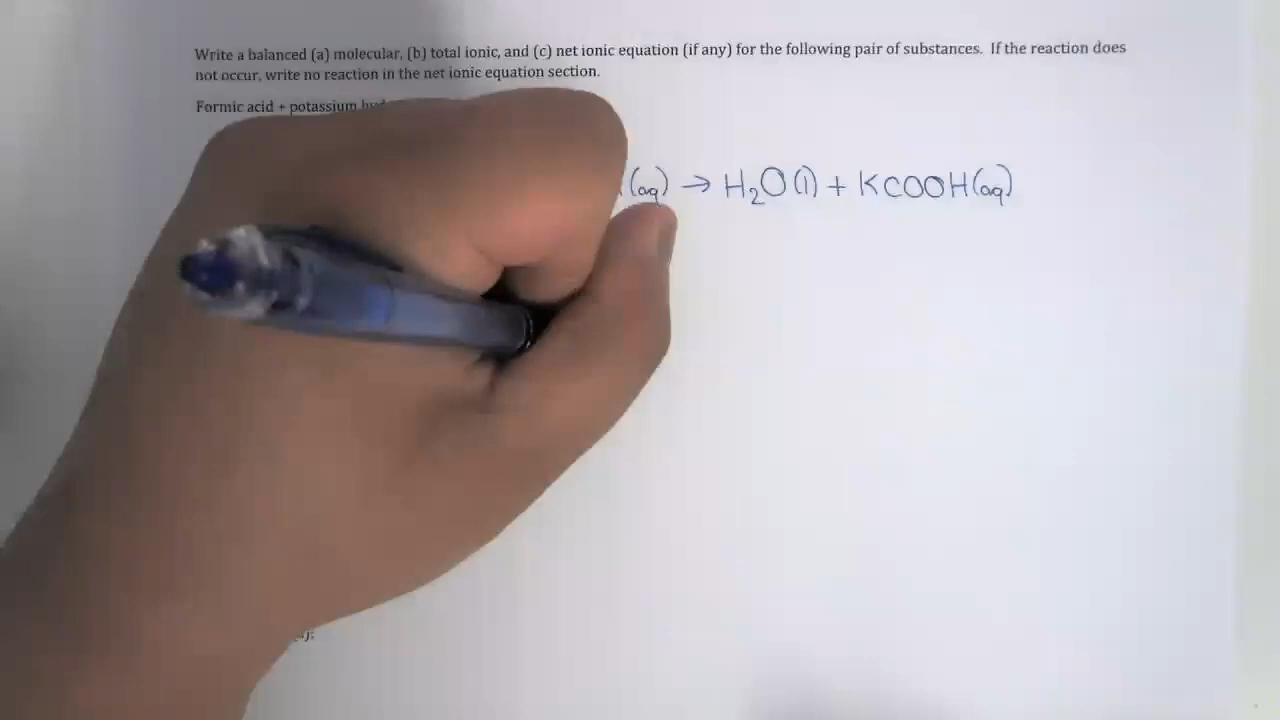 Write a balanced (a) molecular, (b) total ionic, and (c) net ionic equation (if any) for the following pair of substances. If the reaction does
not occur, write no reaction in the net ionic equation section.
Formic acid + potassium
(aq) → H₂O(l) + KCOOH(aq)